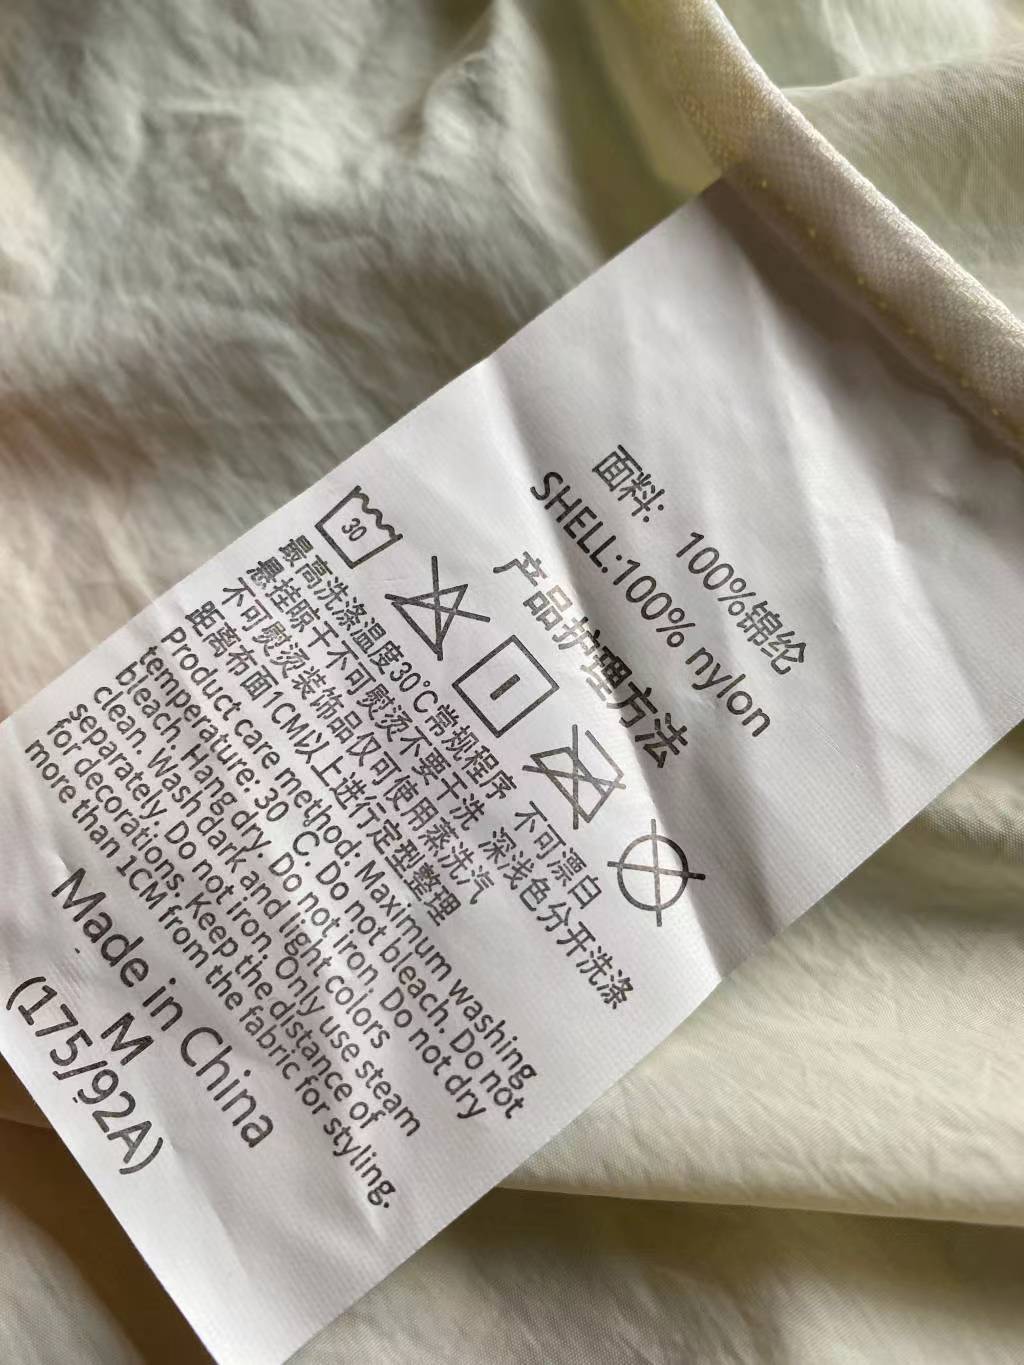 面料: 100%锦纶
SHELL:100% nylon
产品护理方法
30
最高洗涤温度30℃常规程序 不可漂白
悬挂晾干不可熨烫不要干洗 深浅色分开洗涤
不可熨烫装饰品仅可使用蒸洗汽
距离布面1CM以上进行定型整理
Product care method: Maximum washing
temperature: 30 °C. Do not bleach. Do not
bleach. Hang dry. Do not iron. Do not dry
clean. Wash dark and light colors
separately. Do not iron. Only use steam
for decorations. Keep the distance of
more than 1CM from the fabric for styling.
Made in China
M
(175/92A)